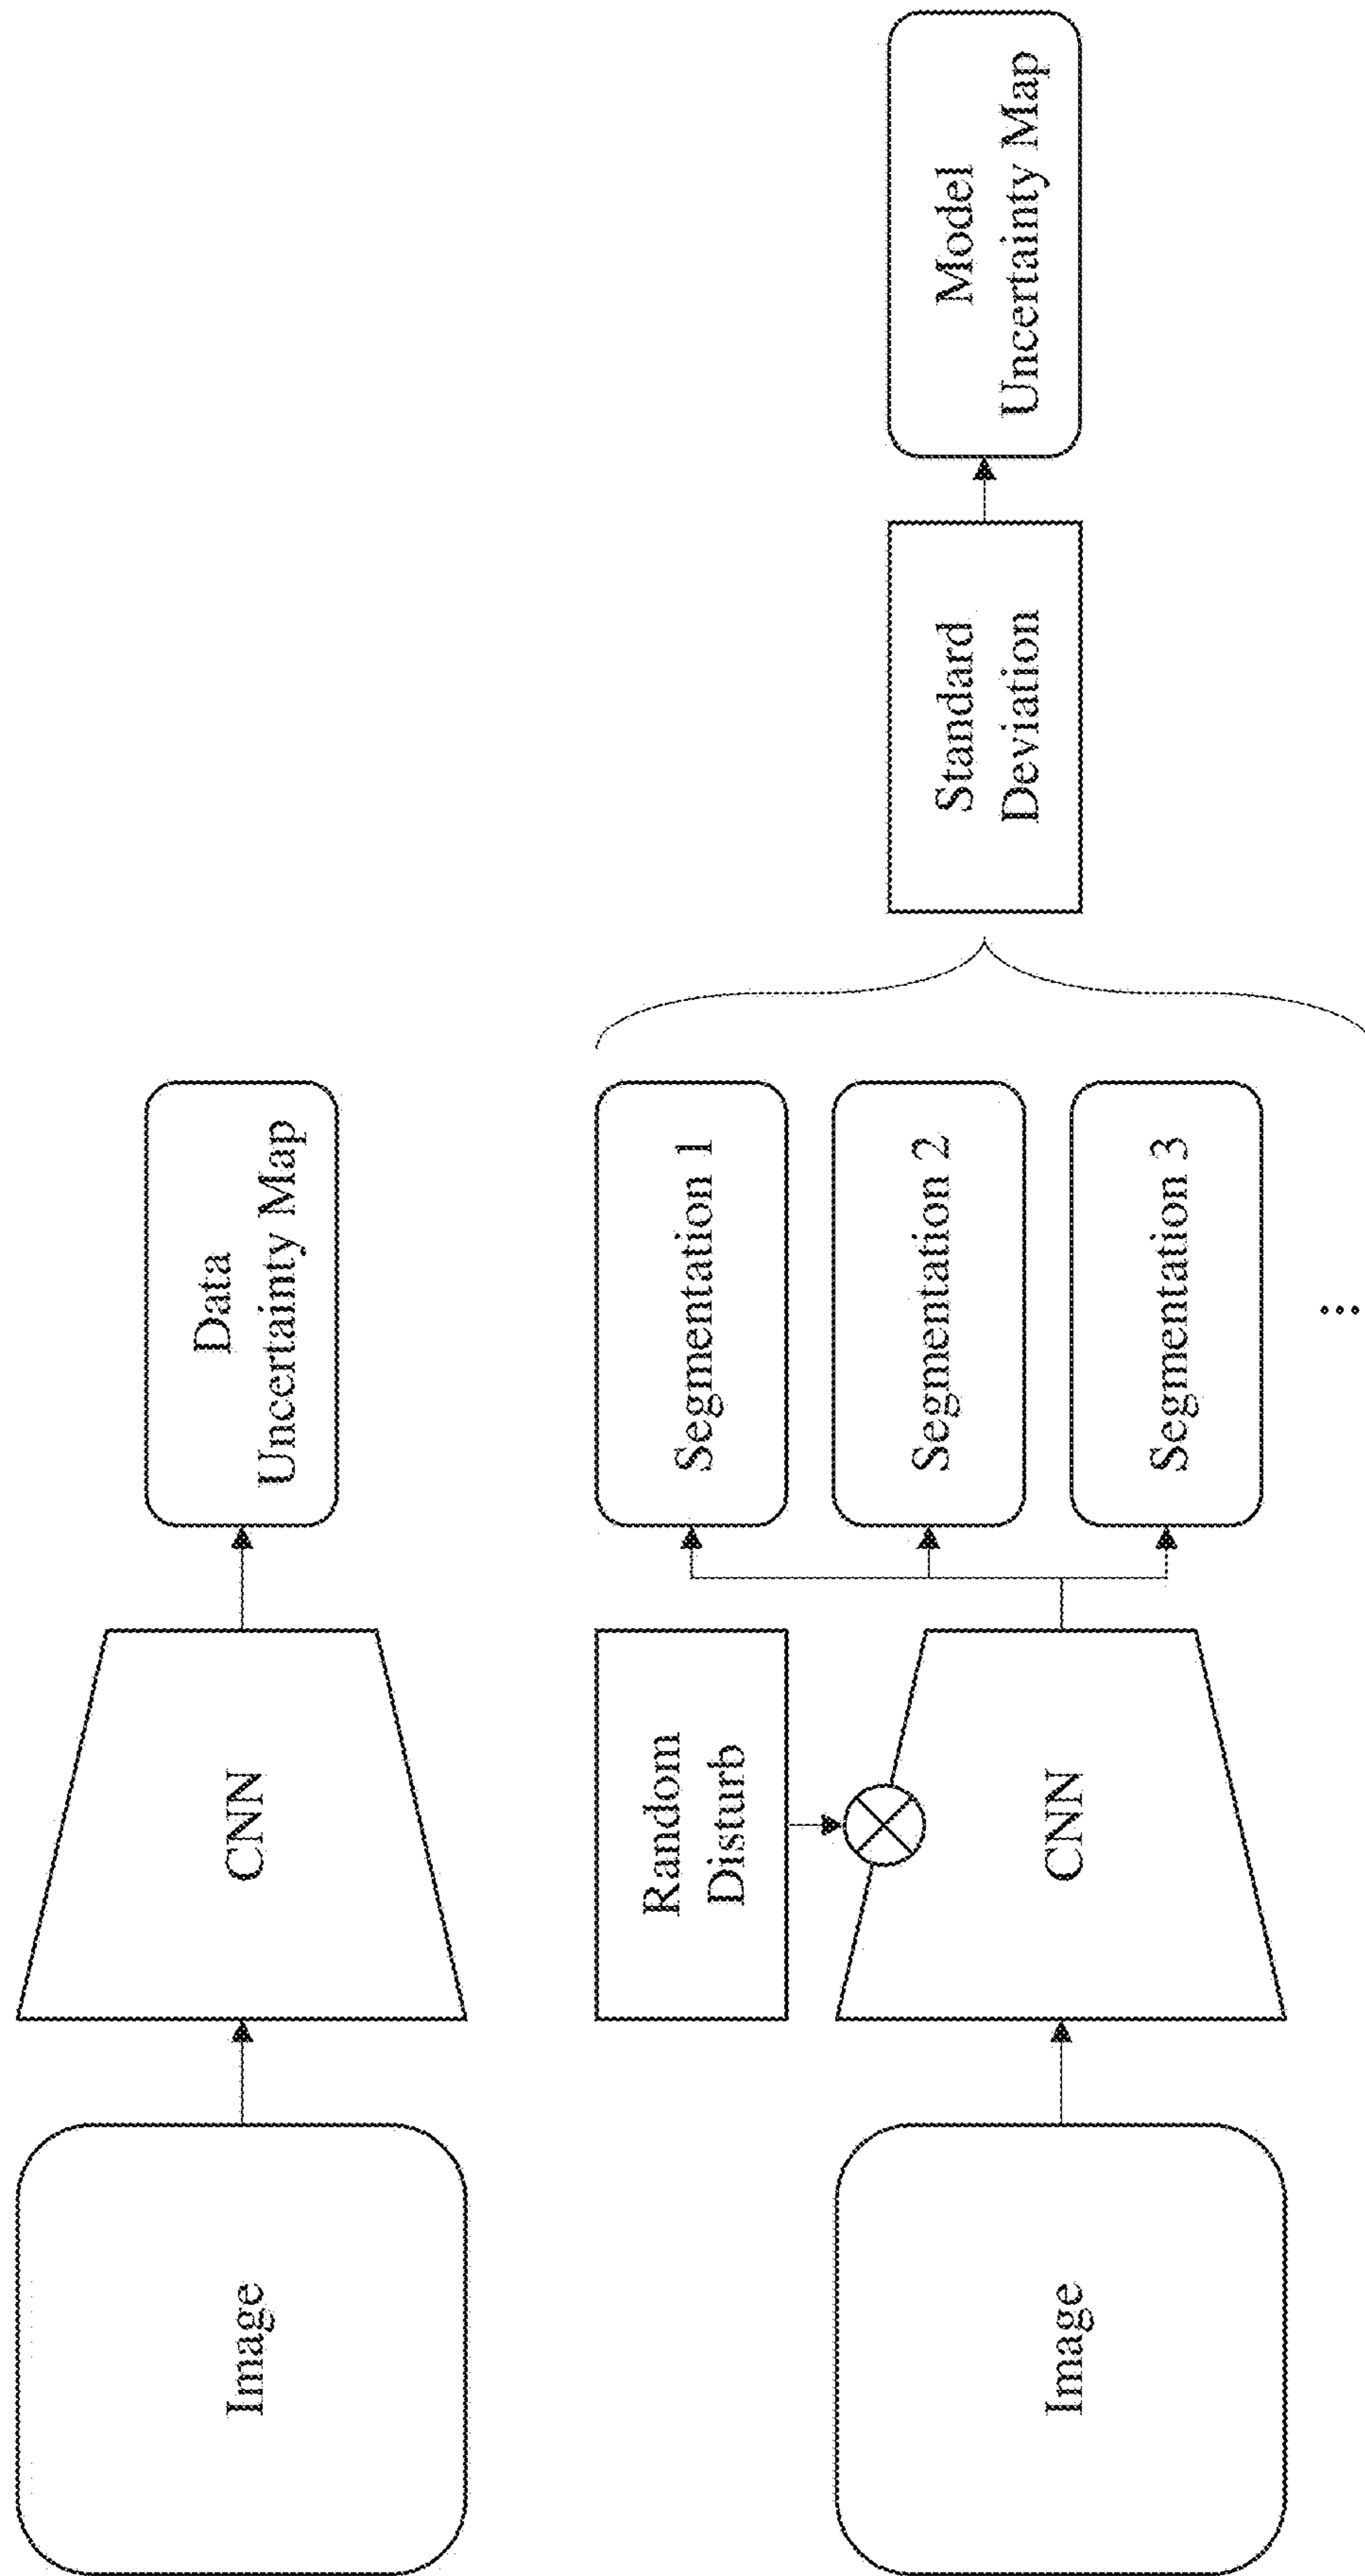 Image
CNN
Data
Uncertainty Map
Image
Random
Disturb
CNN
Segmentation 1
Segmentation 2
Segmentation 3
...
Standard
Deviation
Model
Uncertainty Map